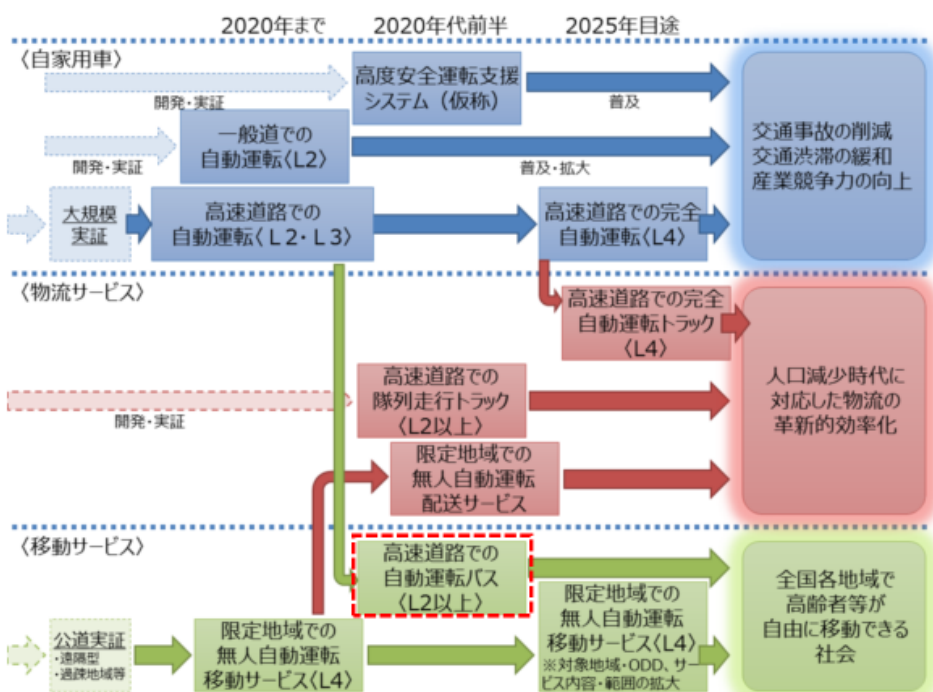 2020年まで
2020年代前半
2025年目途
〈自家用車〉
開発・実証
高度安全運転支援
システム（仮称）
普及
開発・実証
一般道での
自動運転〈L2〉
普及・拡大
大規模
実証
高速道路での
自動運転〈L2・L3〉
高速道路での完全
自動運転〈L4〉
交通事故の削減
交通渋滞の緩和
産業競争力の向上
〈物流サービス〉
高速道路での完全
自動運転トラック
〈L4〉
開発・実証
高速道路での
隊列走行トラック
〈L2以上〉
限定地域での
無人自動運転
配送サービス
人口減少時代に
対応した物流の
革新的効率化
〈移動サービス〉
高速道路での
自動運転バス
〈L2以上〉
公道実証
・遠隔型
・過疎地域等
限定地域での
無人自動運転
移動サービス〈L4〉
限定地域での
無人自動運転
移動サービス〈L4〉
※対象地域・ODD、サー
ビス内容・範囲の拡大
全国各地域で
高齢者等が
自由に移動できる
社会